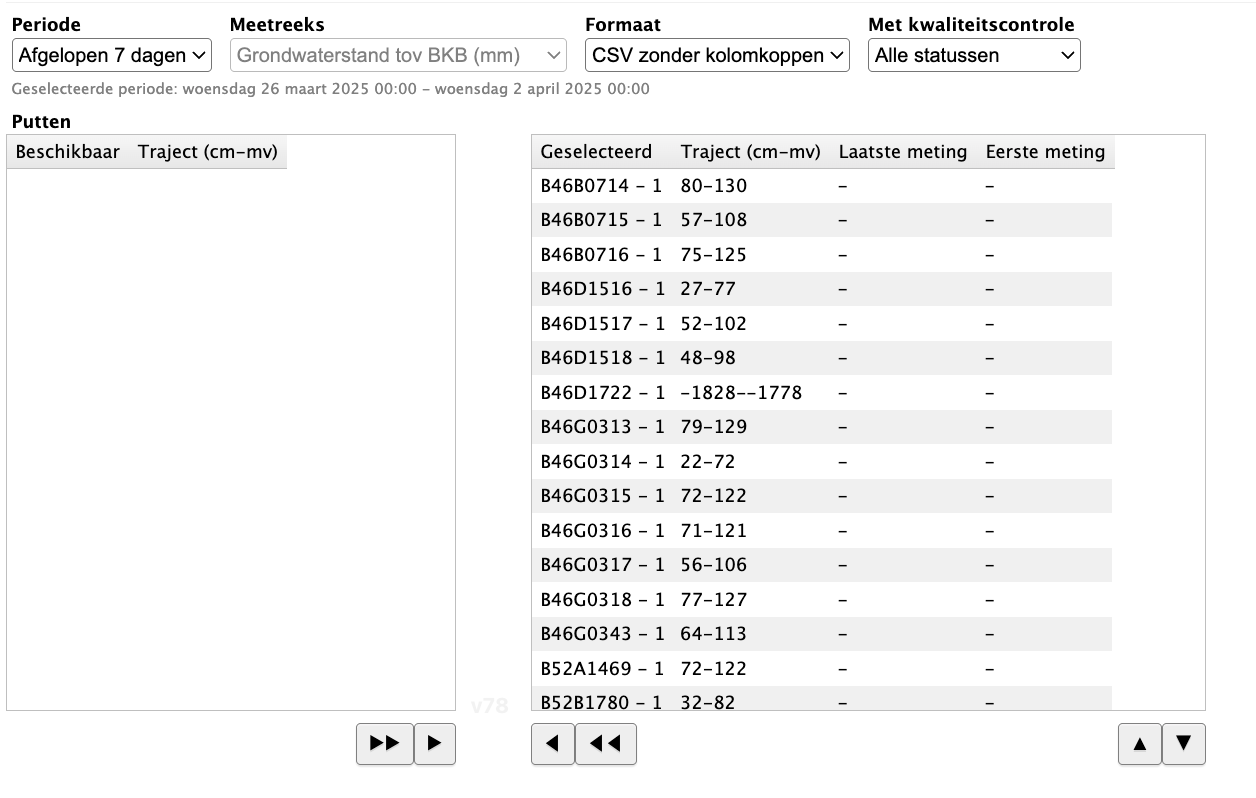 Periode Meetreeks Formaat Met kwaliteitscontrole
Afgelopen 7 dagen Grondwaterstand tov BKB (mm) CSV zonder kolomkoppen Alle statussen
Geselecteerde periode: woensdag 26 maart 2025 00:00 – woensdag 2 april 2025 00:00
Putten
Beschikbaar Traject (cm-mv)
Geselecteerd Traject (cm-mv) Laatste meting Eerste meting
B46B0714 - 1 80-130 - -
B46B0715 - 1 57-108 - -
B46B0716 - 1 75-125 - -
B46D1516 - 1 27-77 - -
B46D1517 - 1 52-102 - -
B46D1518 - 1 48-98 - -
B46D1722 - 1 -1828--1778 - -
B46G0313 - 1 79-129 - -
B46G0314 - 1 22-72 - -
B46G0315 - 1 72-122 - -
B46G0316 - 1 71-121 - -
B46G0317 - 1 56-106 - -
B46G0318 - 1 77-127 - -
B46G0343 - 1 64-113 - -
B52A1469 - 1 72-122 - -
B52B1780 - 1 32-82 - -
v78